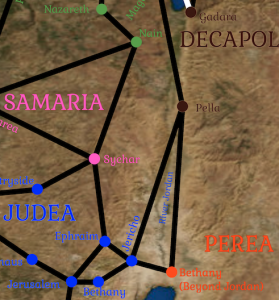 Nazareth
Gadara
DECAPOL
Nain
SAMARIA
Pella
Sychar
JUDEA
Ephraim
Jericho
River Jordan
PEREA
Bethany
(Beyond Jordan)
Jerusalem
Bethany